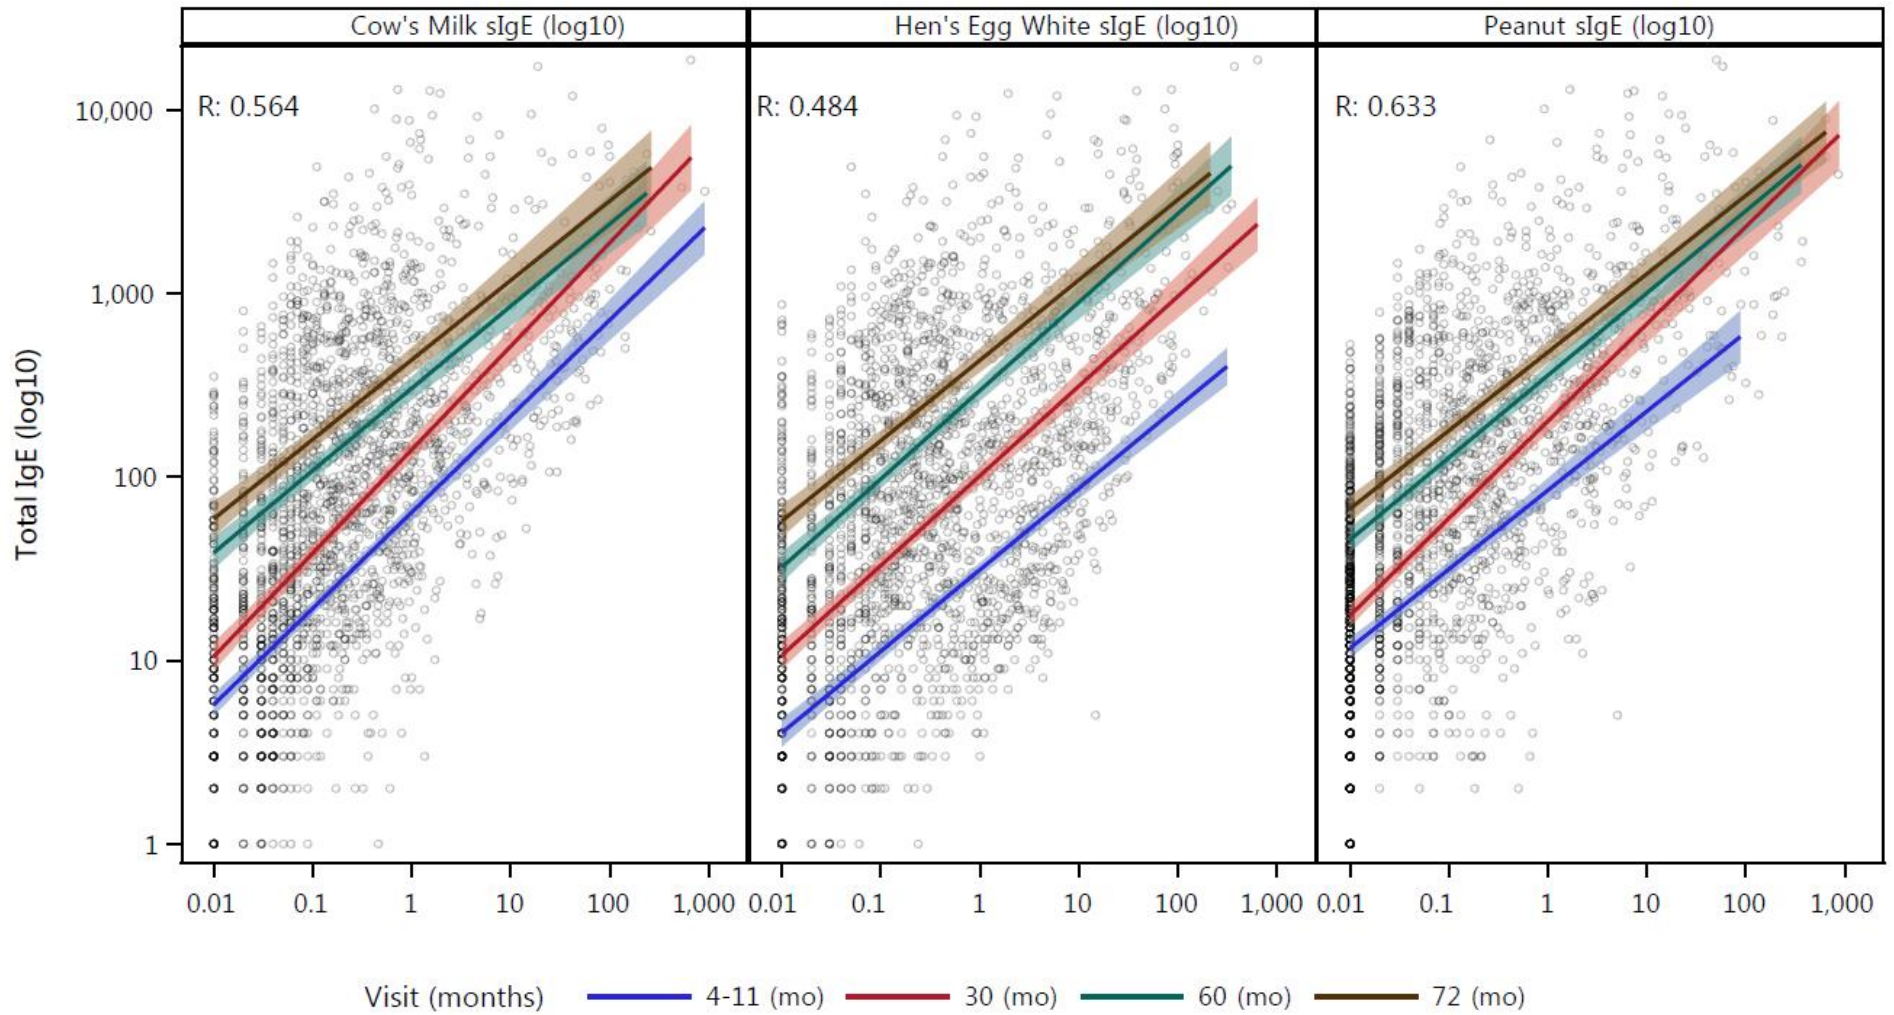 Cow's Milk sIgE (log10) Hen's Egg White sIgE (log10) Peanut sIgE (log10)
R: 0.564 R: 0.484 R: 0.633
Total IgE (log10)
10,000
1,000
100
10
1
0.01 0.1 1 10 100 1,000 0.01 0.1 1 10 100 1,000 0.01 0.1 1 10 100 1,000
Visit (months) 4-11 (mo) 30 (mo) 60 (mo) 72 (mo)